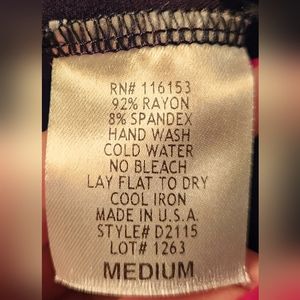 RN# 116153
92% RAYON
8% SPANDEX
HAND WASH
COLD WATER
NO BLEACH
LAY FLAT TO DRY
COOL IRON
MADE IN U.S.A.
STYLE# D2115
LOT# 1263
MEDIUM